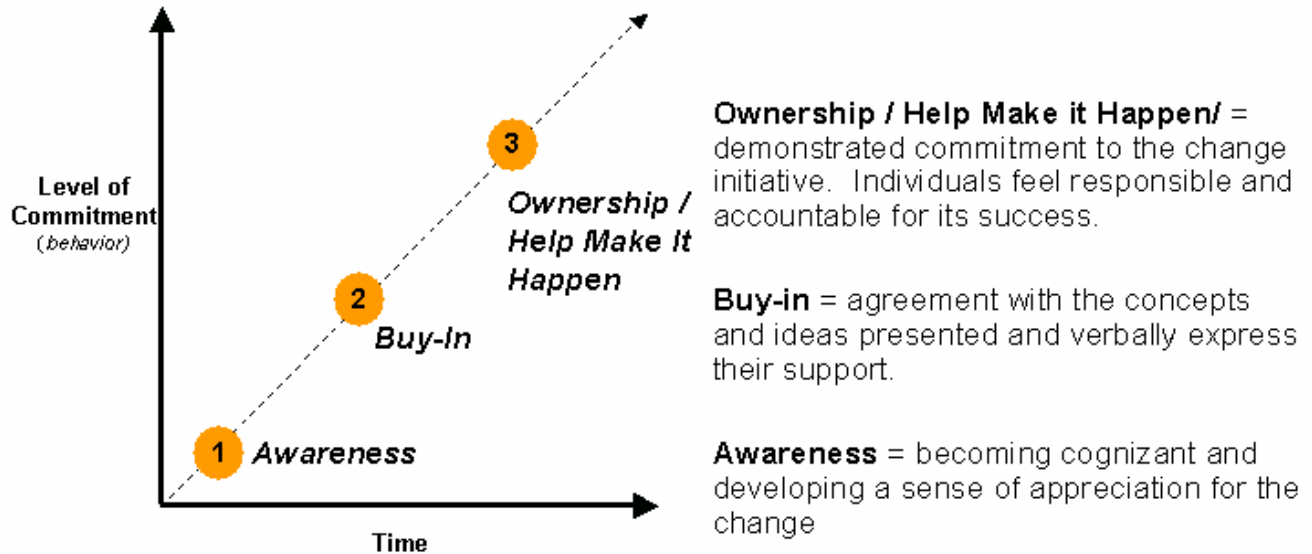 Level of
Commitment
(behavior)
3
Ownership /
Help Make It
Happen
2
Buy-In
1
Awareness
Time
Ownership / Help Make it Happen/ =
demonstrated commitment to the change
initiative. Individuals feel responsible and
accountable for its success.
Buy-in = agreement with the concepts
and ideas presented and verbally express
their support.
Awareness = becoming cognizant and
developing a sense of appreciation for the
change